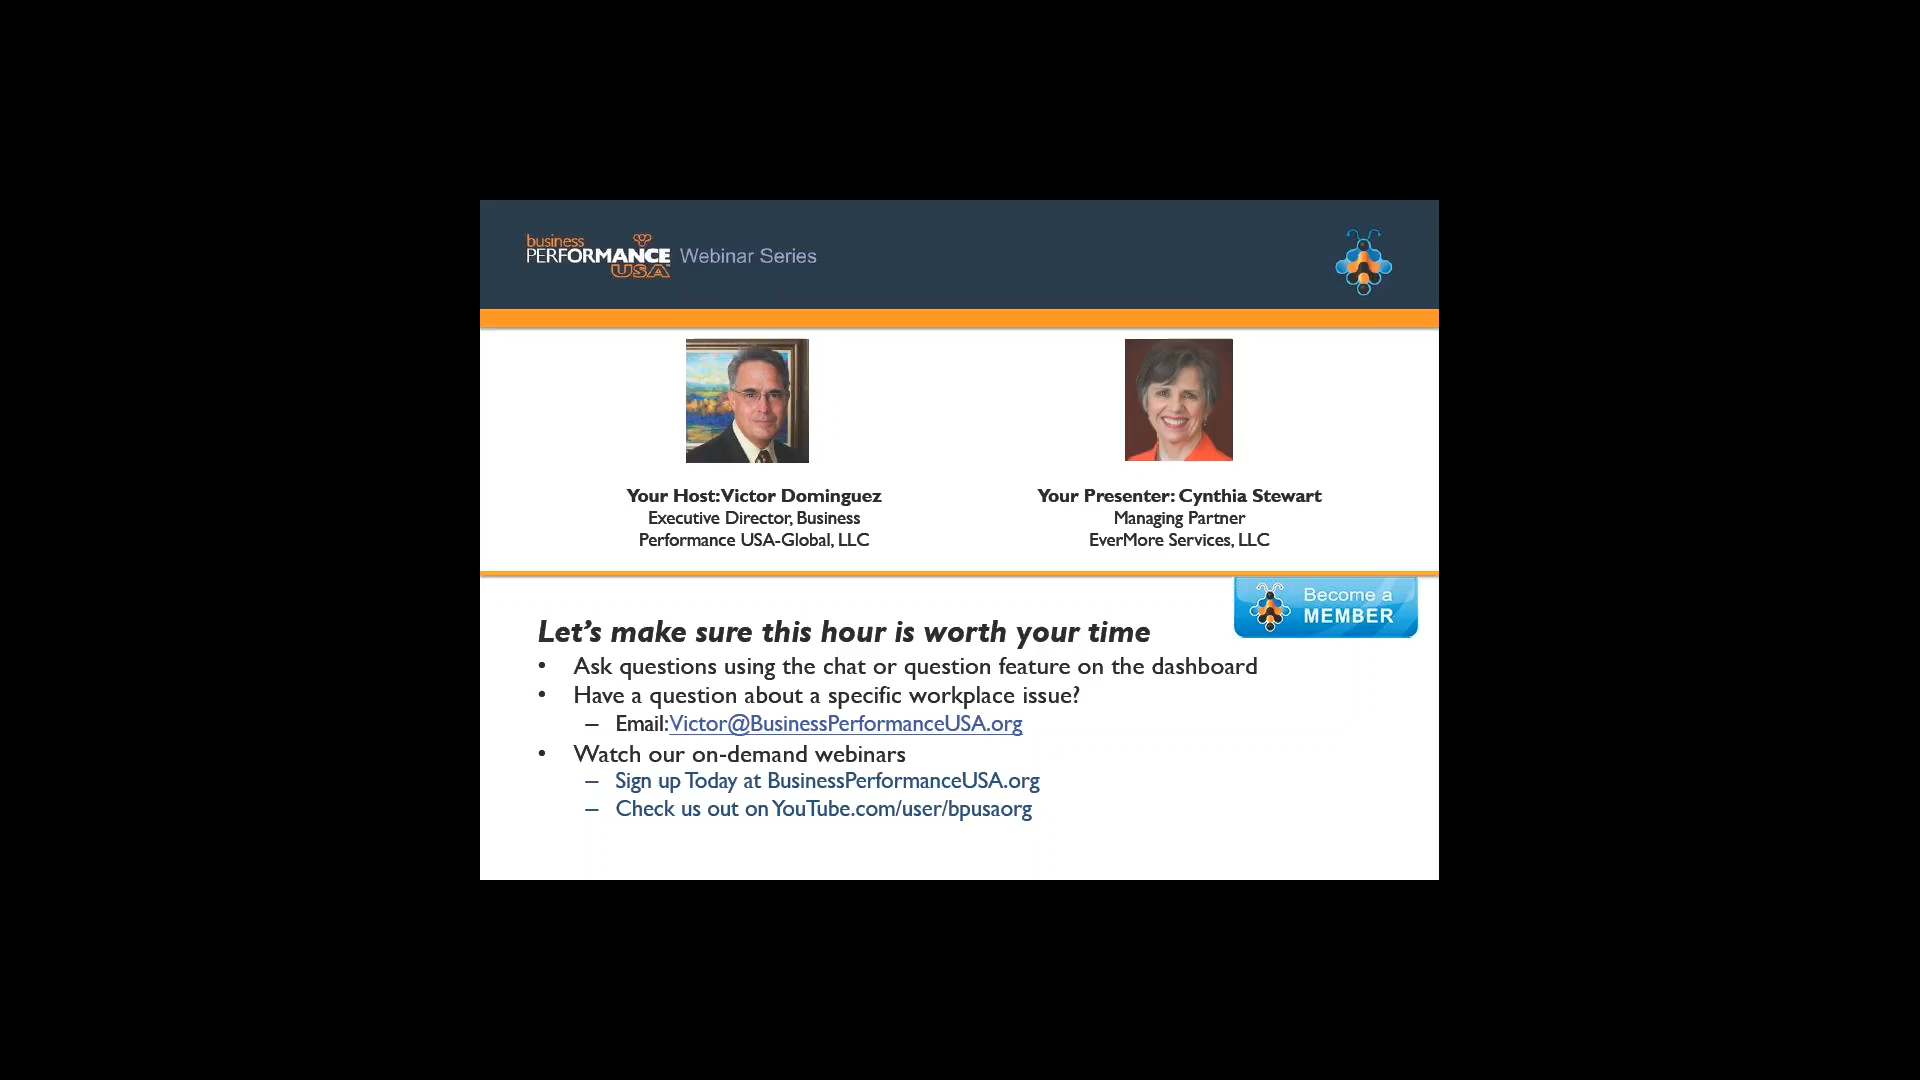 business
PERFORMANCE Webinar Series
USA
Your Host: Victor Dominguez
Executive Director, Business
Performance USA-Global, LLC
Your Presenter: Cynthia Stewart
Managing Partner
EverMore Services, LLC
Become a
MEMBER
Let's make sure this hour is worth your time
• Ask questions using the chat or question feature on the dashboard
• Have a question about a specific workplace issue?
– Email: Victor@BusinessPerformanceUSA.org
• Watch our on-demand webinars
– Sign up Today at BusinessPerformanceUSA.org
– Check us out on YouTube.com/user/bpusaorg